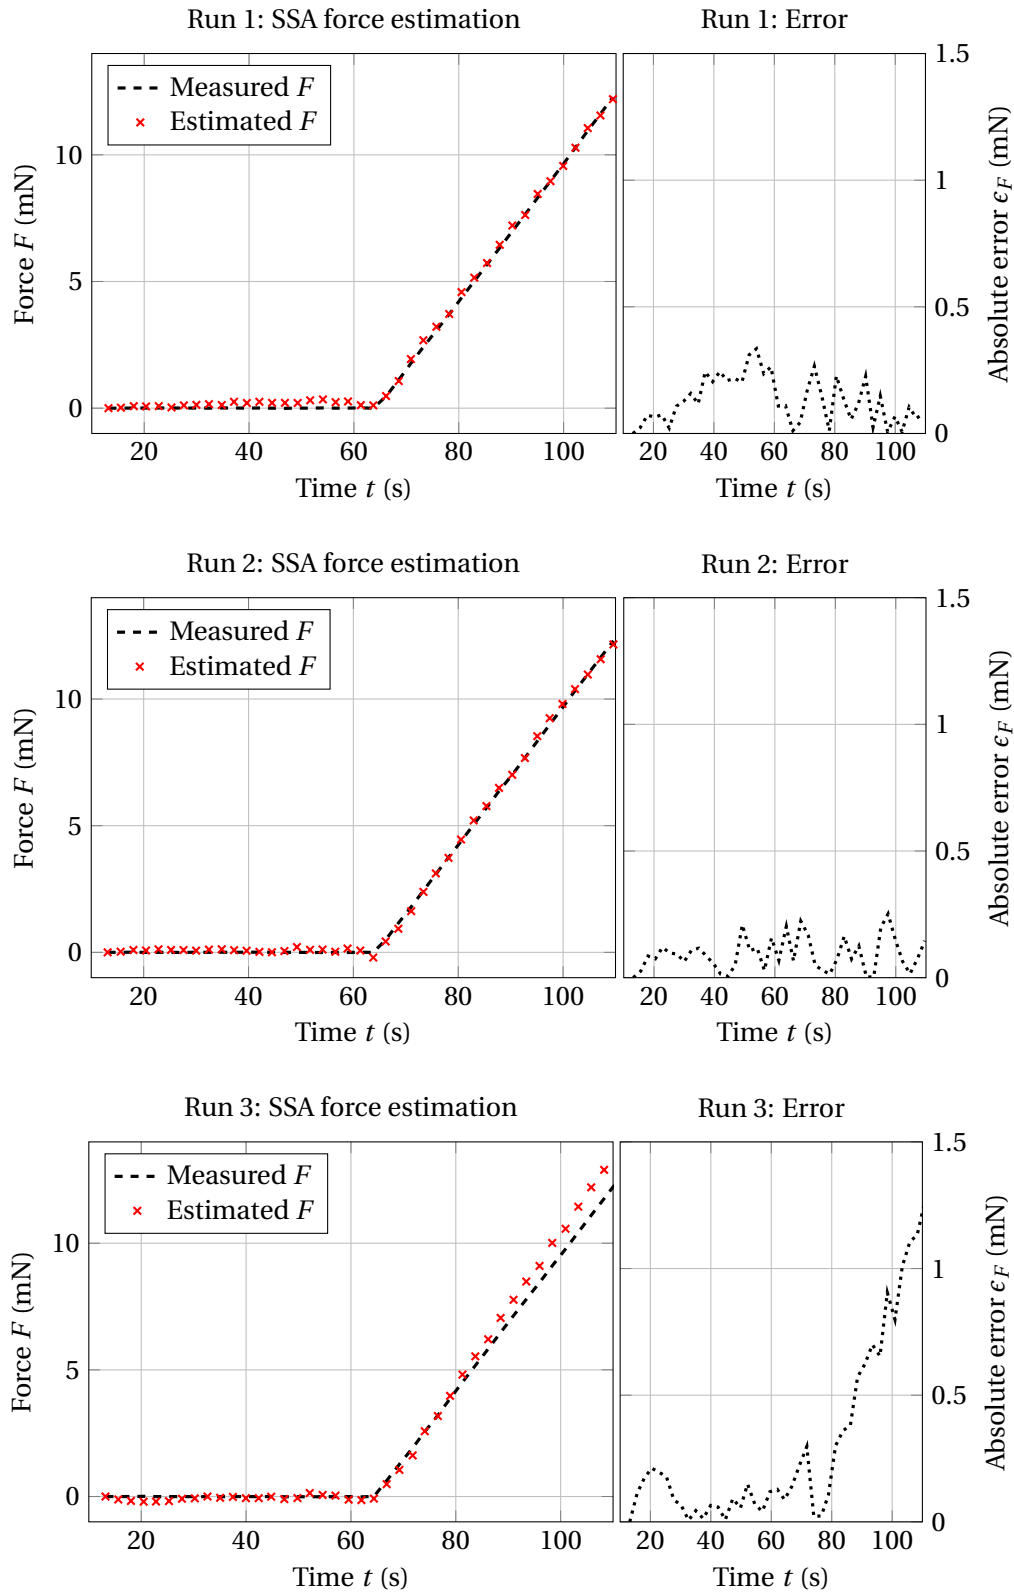 Run 1: SSA force estimation
Run 1: Error
Measured F
Estimated F
Force F (mN)
10
5
0
20 40 60 80 100
Time t (s)
1.5
1
0.5
0
Absolute error ϵF (mN)
20 40 60 80 100
Time t (s)
Run 2: SSA force estimation
Run 2: Error
Measured F
Estimated F
Force F (mN)
10
5
0
20 40 60 80 100
Time t (s)
1.5
1
0.5
0
Absolute error ϵF (mN)
20 40 60 80 100
Time t (s)
Run 3: SSA force estimation
Run 3: Error
Measured F
Estimated F
Force F (mN)
10
5
0
20 40 60 80 100
Time t (s)
1.5
1
0.5
0
Absolute error ϵF (mN)
20 40 60 80 100
Time t (s)